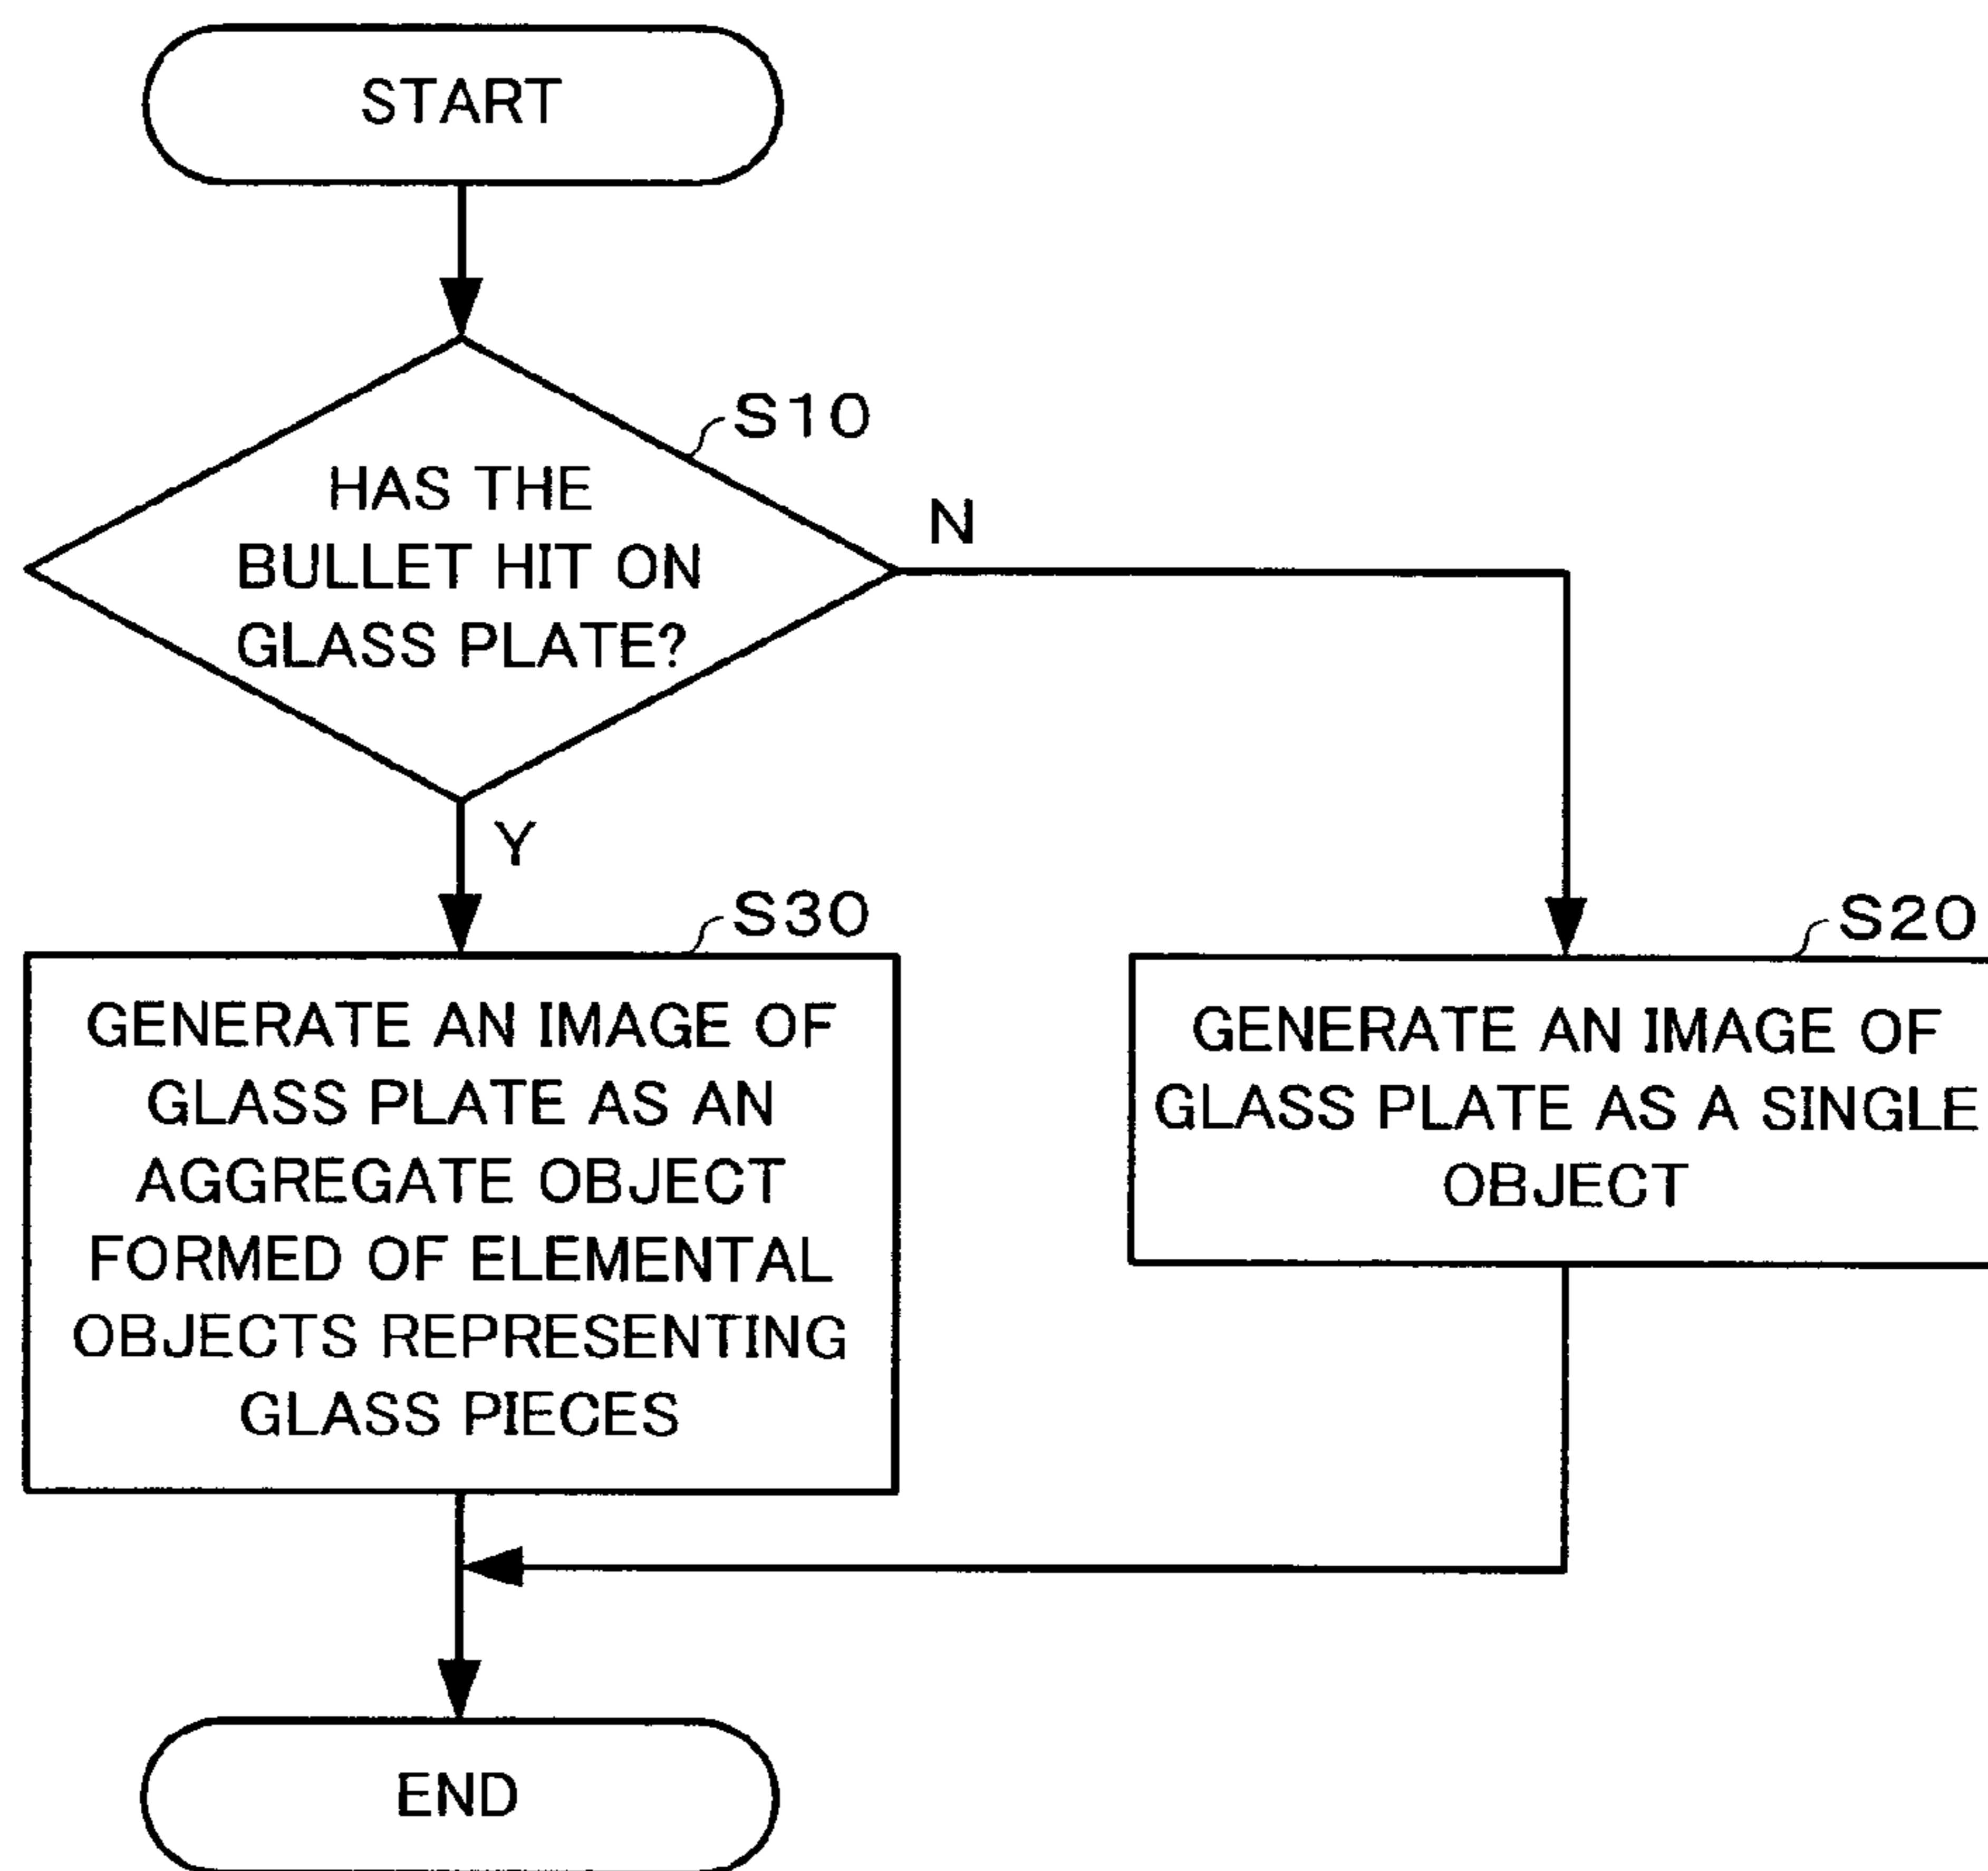 START
S10
HAS THE
BULLET HIT ON
GLASS PLATE?
N
Y
S30
GENERATE AN IMAGE OF
GLASS PLATE AS AN
AGGREGATE OBJECT
FORMED OF ELEMENTAL
OBJECTS REPRESENTING
GLASS PIECES
S20
GENERATE AN IMAGE OF
GLASS PLATE AS A SINGLE
OBJECT
END